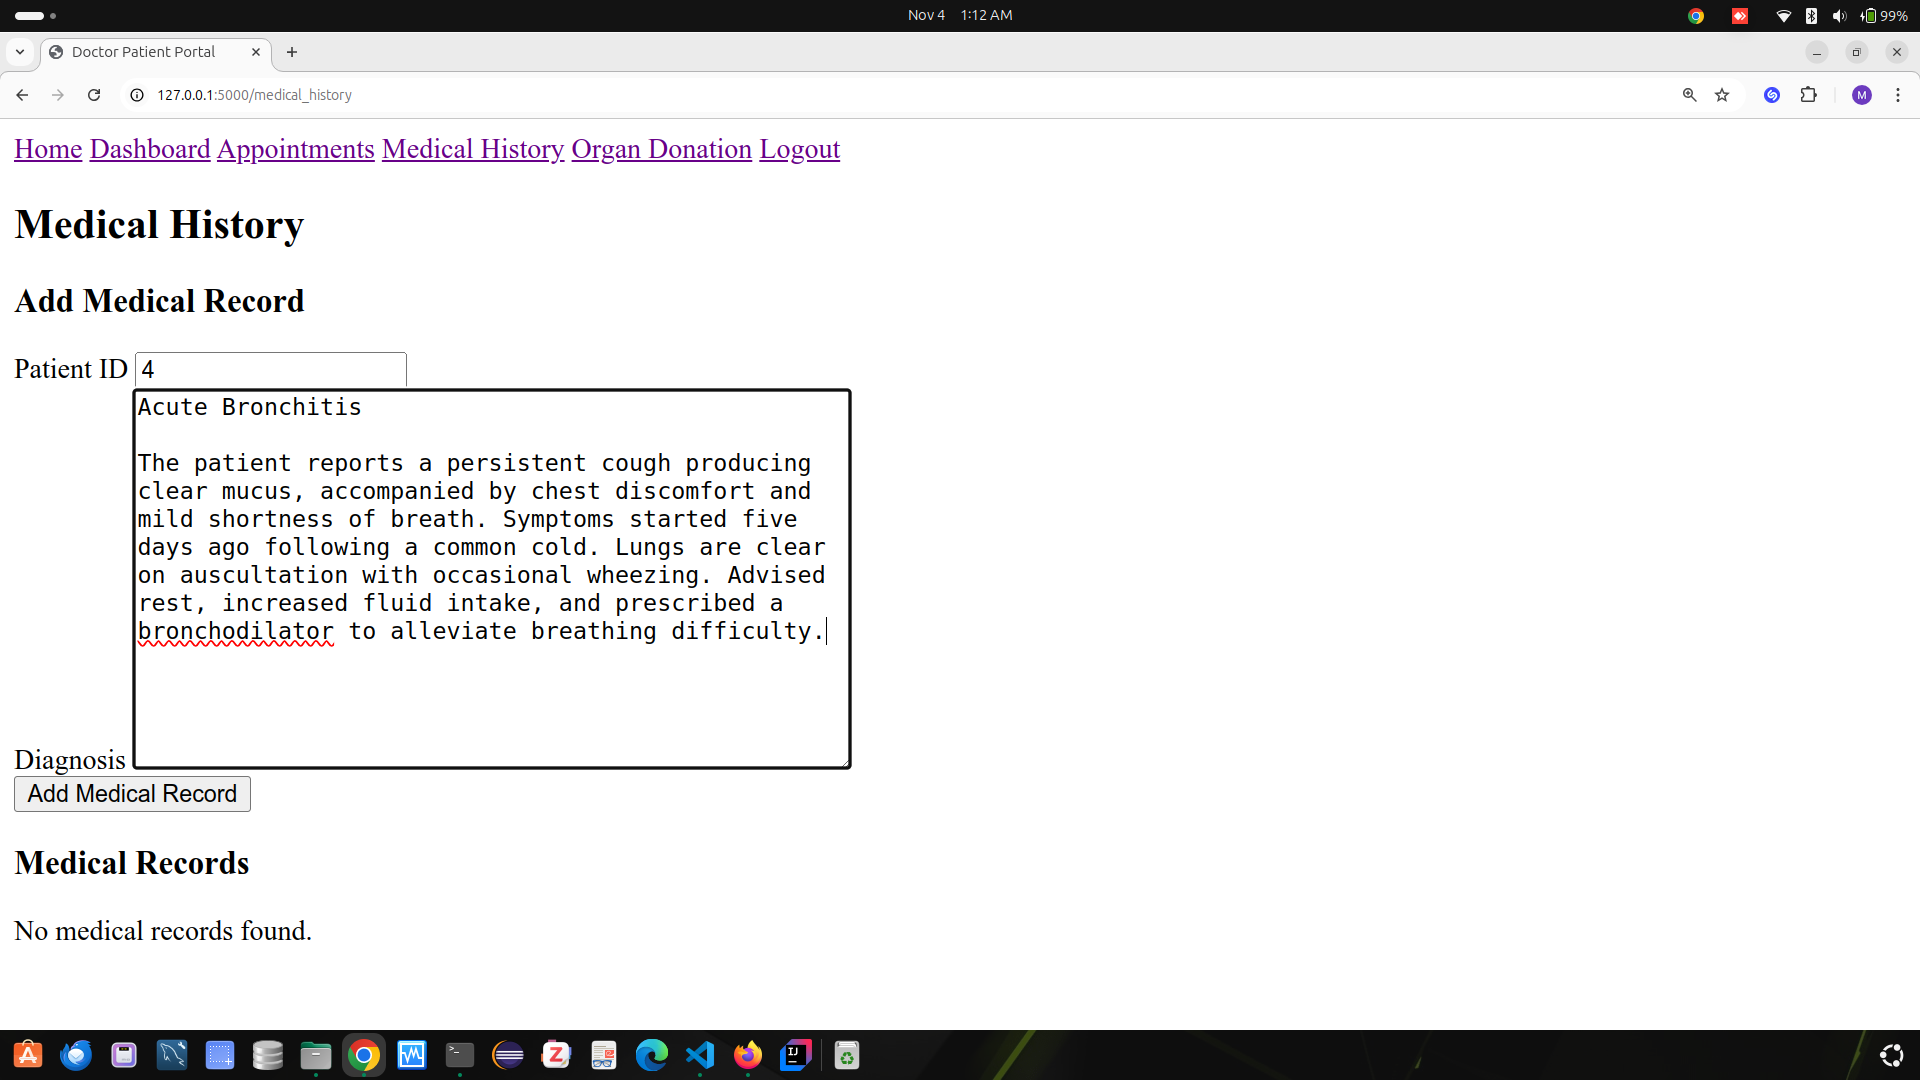 Nov 4 1:12 AM
99%
Doctor Patient Portal
127.0.0.1:5000/medical_history
M
Home Dashboard Appointments Medical History Organ Donation Logout
Medical History
Add Medical Record
Patient ID 4
Acute Bronchitis
The patient reports a persistent cough producing
clear mucus, accompanied by chest discomfort and
mild shortness of breath. Symptoms started five
days ago following a common cold. Lungs are clear
on auscultation with occasional wheezing. Advised
rest, increased fluid intake, and prescribed a
bronchodilator to alleviate breathing difficulty.
Diagnosis
Add Medical Record
Medical Records
No medical records found.